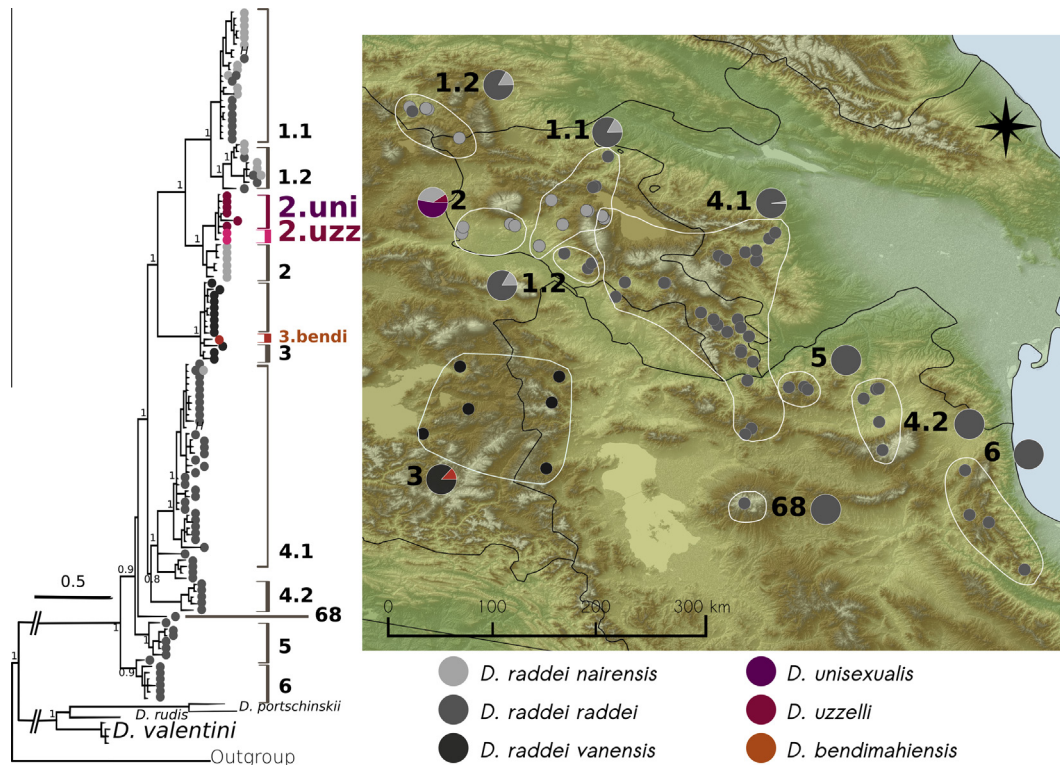 1.1
1.2
2.uni
2.uzz
2
3.bendi
3
4.1
4.2
68
5
6
0.5
1
1
1
1
1
1
1
1
1
1
0.9
0.8
1
1
0.9
1
D. portschinskii
D. rudis
D. valentini
Outgroup
1.2
1.1
2
4.1
1.2
5
4.2
6
3
68
0 100 200 300 km
D. raddei nairensis
D. raddei raddei
D. raddei vanensis
D. unisexualis
D. uzzelli
D. bendimahiensis